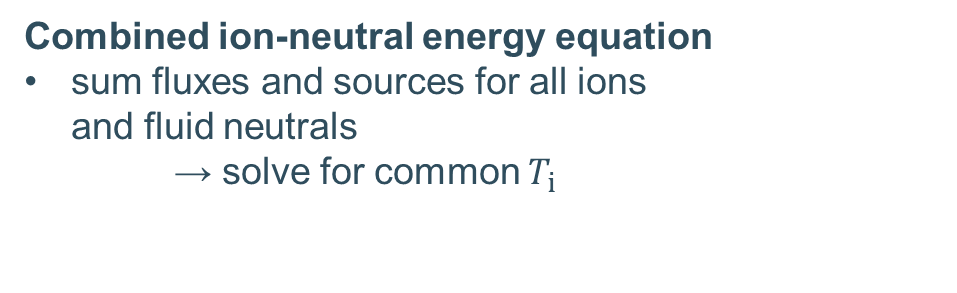 Combined ion-neutral energy equation
• sum fluxes and sources for all ions
and fluid neutrals
→ solve for common Tᵢ